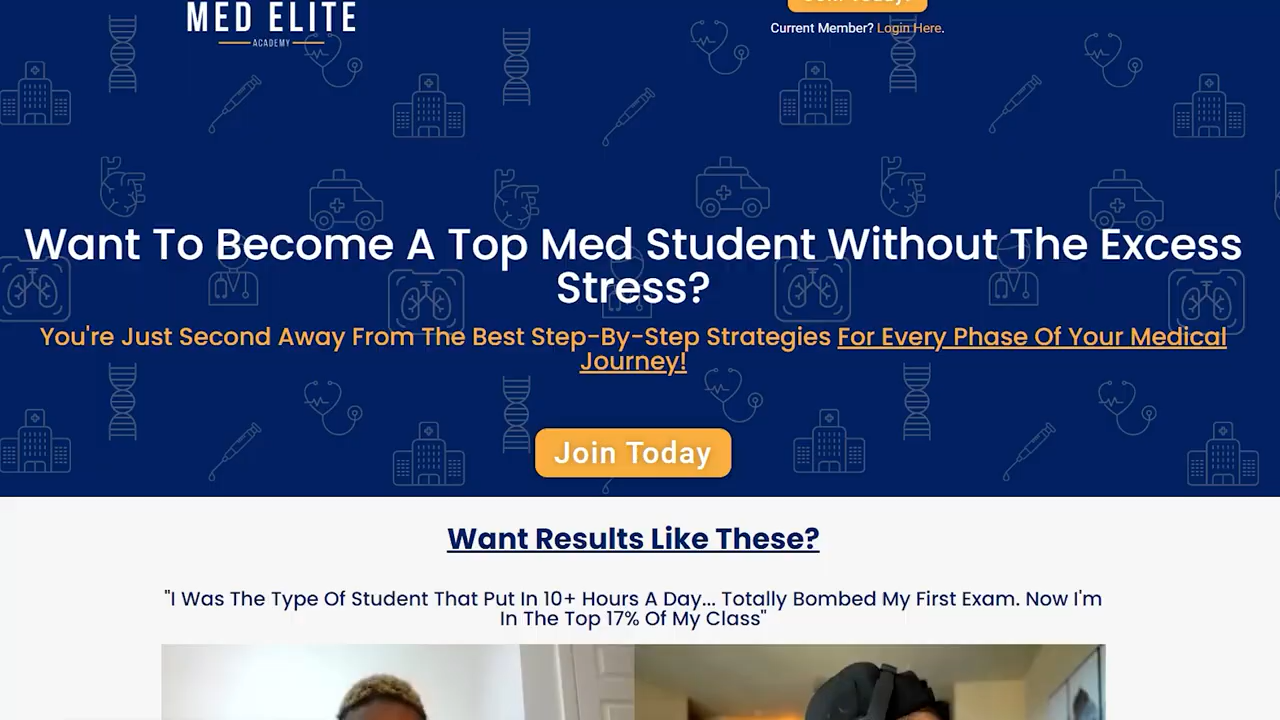 MED ELITE
ACADEMY
Join Today!
Current Member? Login Here.
Want To Become A Top Med Student Without The Excess
Stress?
You're Just Second Away From The Best Step-By-Step Strategies For Every Phase Of Your Medical
Journey!
Join Today
Want Results Like These?
"I Was The Type Of Student That Put In 10+ Hours A Day... Totally Bombed My First Exam. Now I'm
In The Top 17% Of My Class"